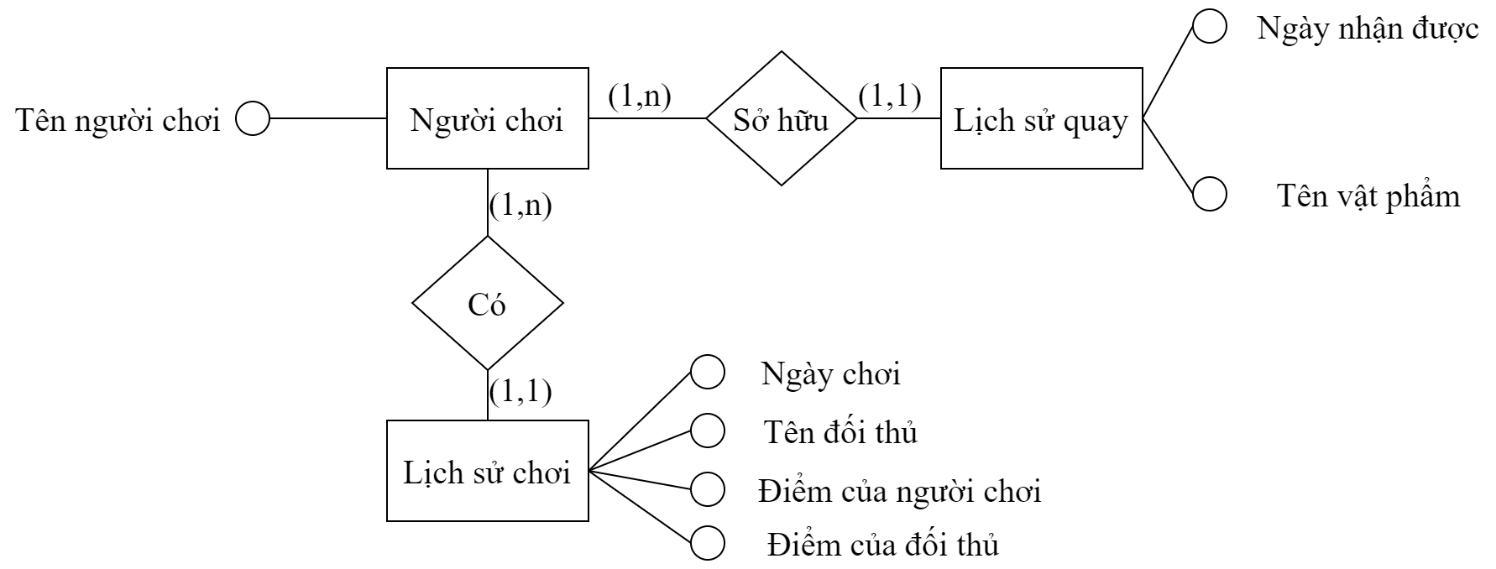 Ngày nhận được
Tên người chơi
Người chơi
(1,n)
Sở hữu
(1,1)
Lịch sử quay
Tên vật phẩm
(1,n)
Có
(1,1)
Lịch sử chơi
Ngày chơi
Tên đối thủ
Điểm của người chơi
Điểm của đối thủ